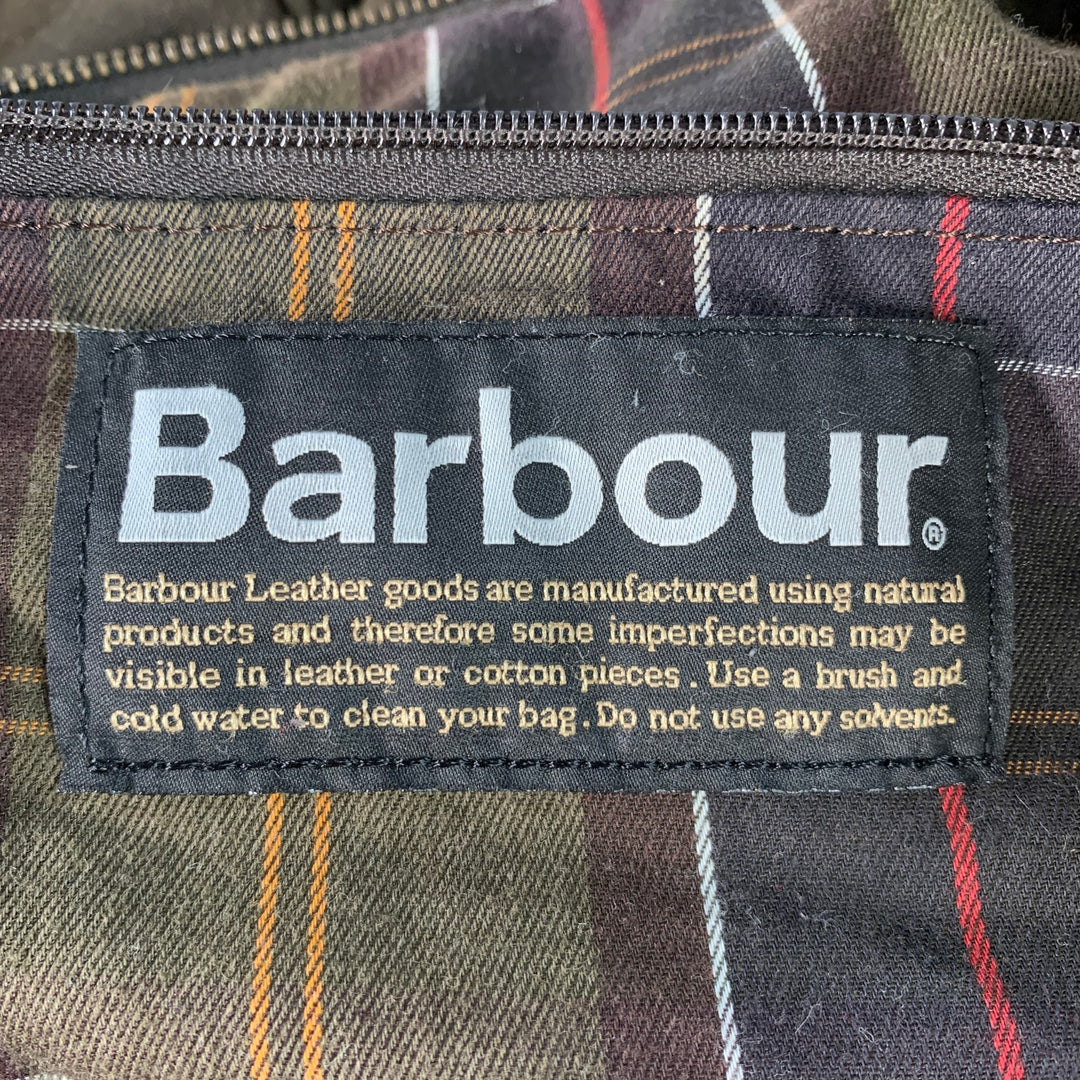 Barbour®
Barbour Leather goods are manufactured using natural
products and therefore some imperfections may be
visible in leather or cotton pieces . Use a brush and
cold water to clean your bag . Do not use any solvents.